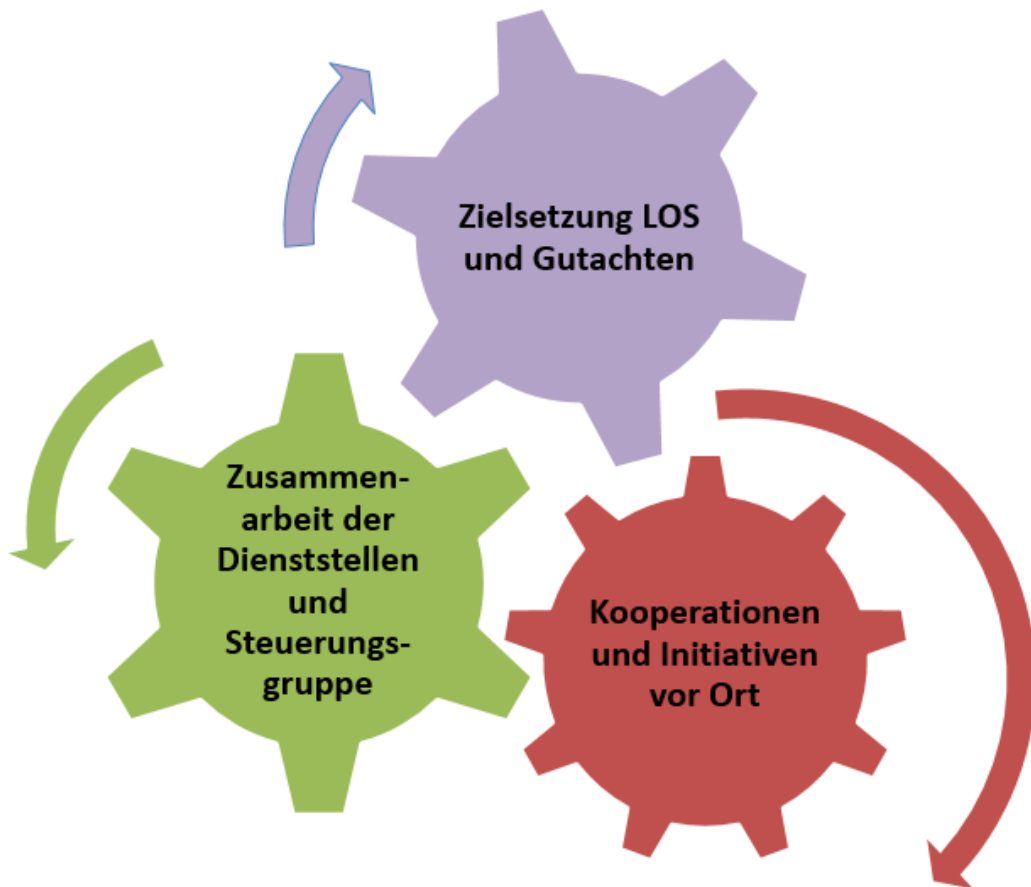 Zielsetzung LOS
und Gutachten
Zusammen-
arbeit der
Dienststellen
und
Steuerungs-
gruppe
Kooperationen
und Initiativen
vor Ort